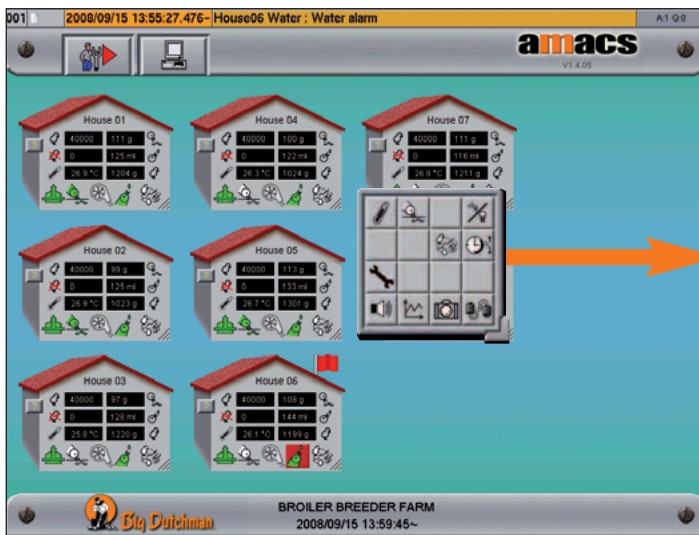 001 2008/09/15 13:55:27.476~ House06 Water : Water alarm A:1 Q:0
amacs
V1.4.05
House 01
40000 111 g
0 125 ml
26.9 °C 1204 g
House 04
40000 100 g
0 122 ml
26.3 °C 1024 g
House 07
40000 111 g
0 116 ml
26.8 °C 1211 g
House 02
40000 99 g
0 125 ml
26.9 °C 1023 g
House 05
40000 113 g
0 133 ml
26.7 °C 1301 g
House 03
40000 97 g
0 128 ml
25.8 °C 1220 g
House 06
40000 108 g
0 144 ml
26.1 °C 1199 g
Big Dutchman
BROILER BREEDER FARM
2008/09/15 13:59:45~